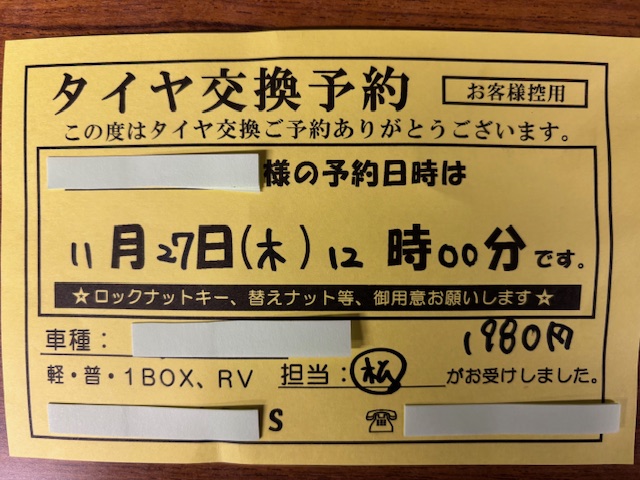 タイヤ交換予約 お客様控用
この度はタイヤ交換ご予約ありがとうございます。
様の予約日時は
11月27日(木) 12時00分です。
☆ロックナットキー、替えナット等、御用意お願いします☆
車種： 1980円
軽・普・1BOX、RV 担当：松 がお受けしました。
S ☎